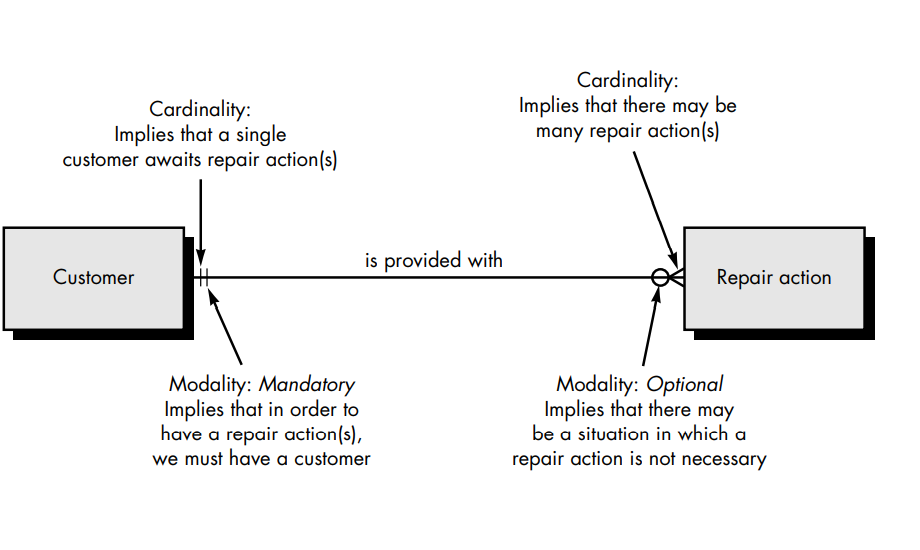 Cardinality:
Implies that there may be
many repair action(s)
Cardinality:
Implies that a single
customer awaits repair action(s)
is provided with
Customer
Repair action
Modality: Mandatory
Implies that in order to
have a repair action(s),
we must have a customer
Modality: Optional
Implies that there may
be a situation in which a
repair action is not necessary